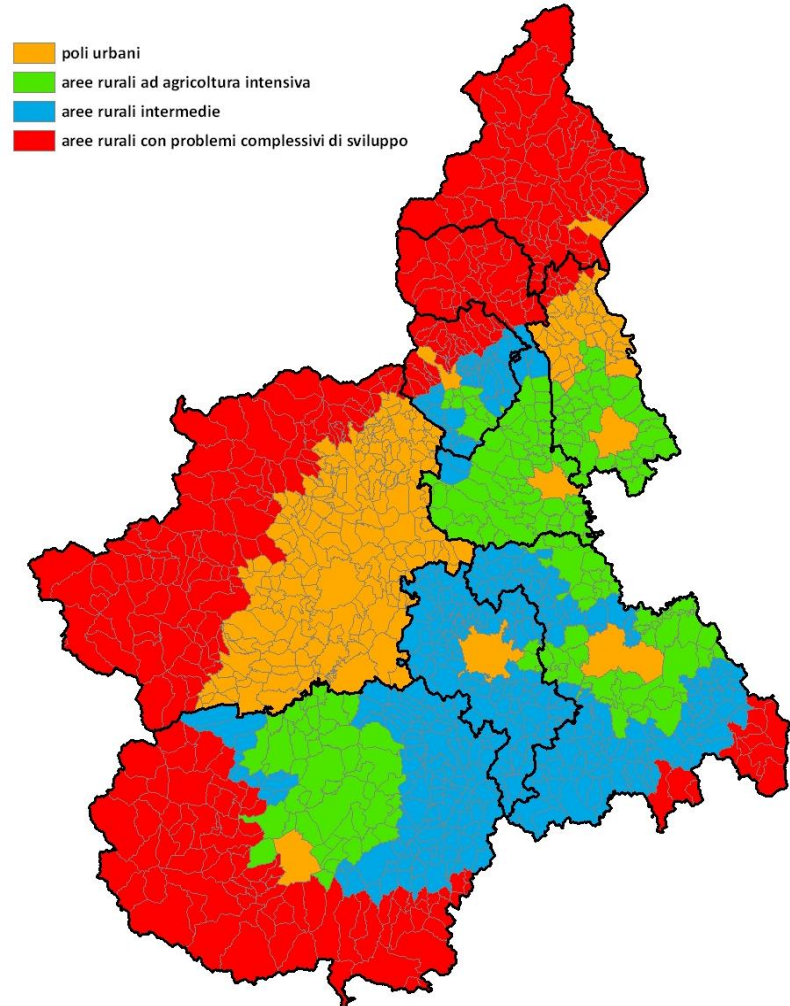 poli urbani
aree rurali ad agricoltura intensiva
aree rurali intermedie
aree rurali con problemi complessivi di sviluppo